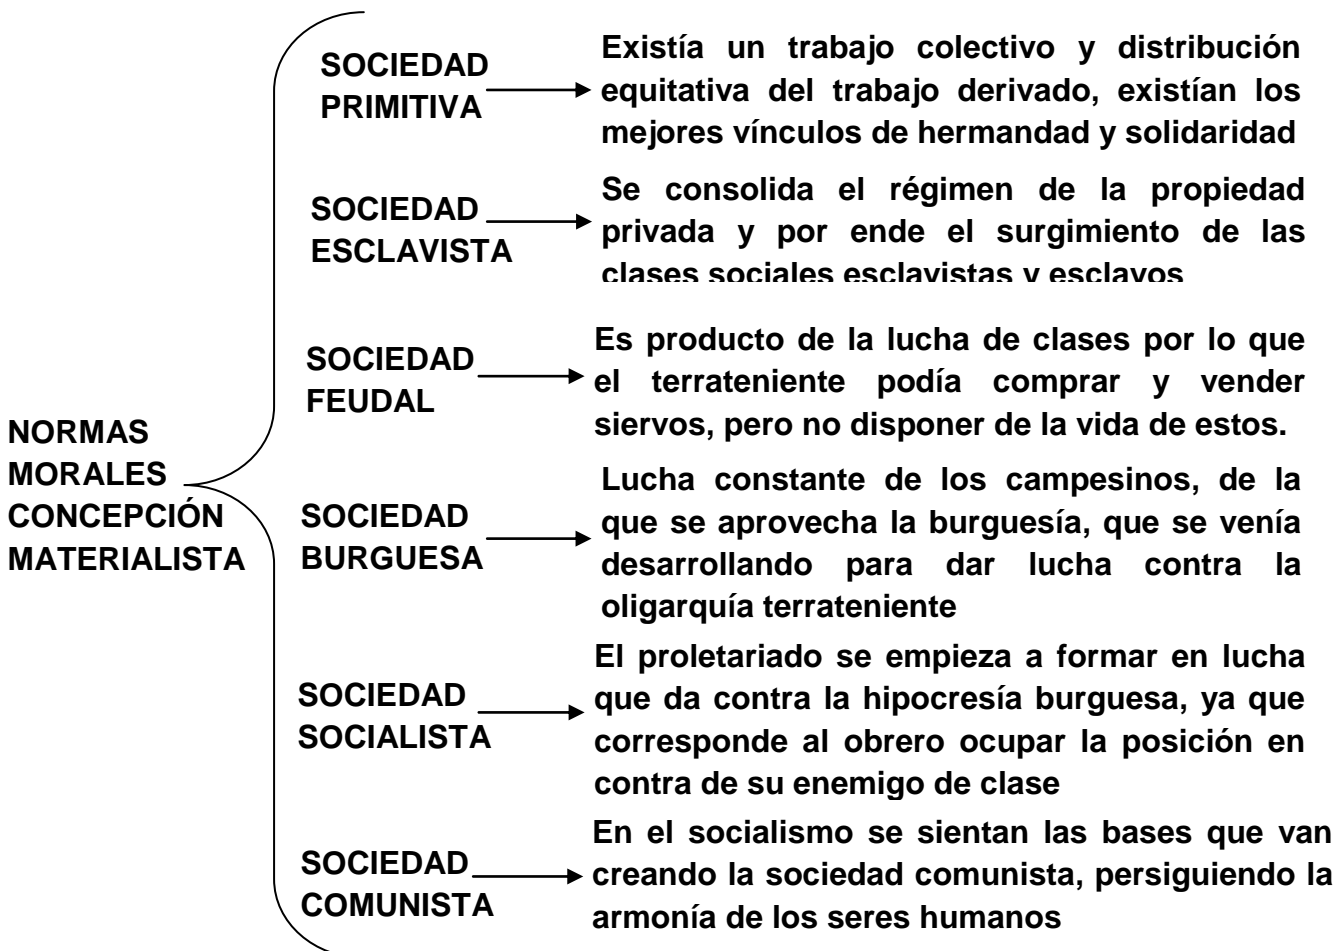 NORMAS
MORALES
CONCEPCIÓN
MATERIALISTA
SOCIEDAD
PRIMITIVA
Existía un trabajo colectivo y distribución
equitativa del trabajo derivado, existían los
mejores vínculos de hermandad y solidaridad
SOCIEDAD
ESCLAVISTA
Se consolida el régimen de la propiedad
privada y por ende el surgimiento de las
clases sociales esclavistas y esclavos
SOCIEDAD
FEUDAL
Es producto de la lucha de clases por lo que
el terrateniente podía comprar y vender
siervos, pero no disponer de la vida de estos.
SOCIEDAD
BURGUESA
Lucha constante de los campesinos, de la
que se aprovecha la burguesía, que se venía
desarrollando para dar lucha contra la
oligarquía terrateniente
SOCIEDAD
SOCIALISTA
El proletariado se empieza a formar en lucha
que da contra la hipocresía burguesa, ya que
corresponde al obrero ocupar la posición en
contra de su enemigo de clase
SOCIEDAD
COMUNISTA
En el socialismo se sientan las bases que van
creando la sociedad comunista, persiguiendo la
armonía de los seres humanos